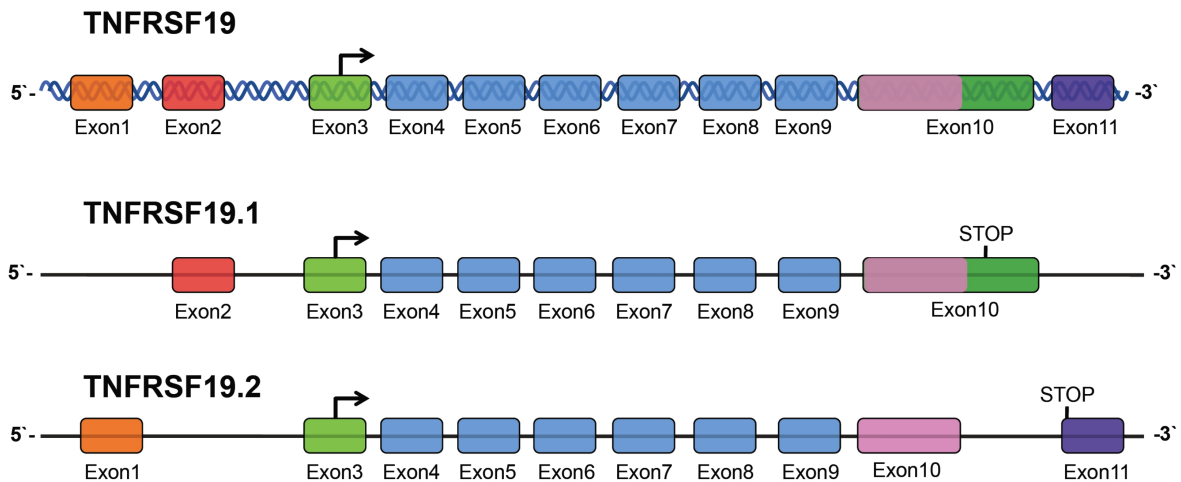 TNFRSF19
5`- -3`
Exon1 Exon2 Exon3 Exon4 Exon5 Exon6 Exon7 Exon8 Exon9 Exon10 Exon11
TNFRSF19.1
STOP
5`- -3`
Exon2 Exon3 Exon4 Exon5 Exon6 Exon7 Exon8 Exon9 Exon10
TNFRSF19.2
STOP
5`- -3`
Exon1 Exon3 Exon4 Exon5 Exon6 Exon7 Exon8 Exon9 Exon10 Exon11